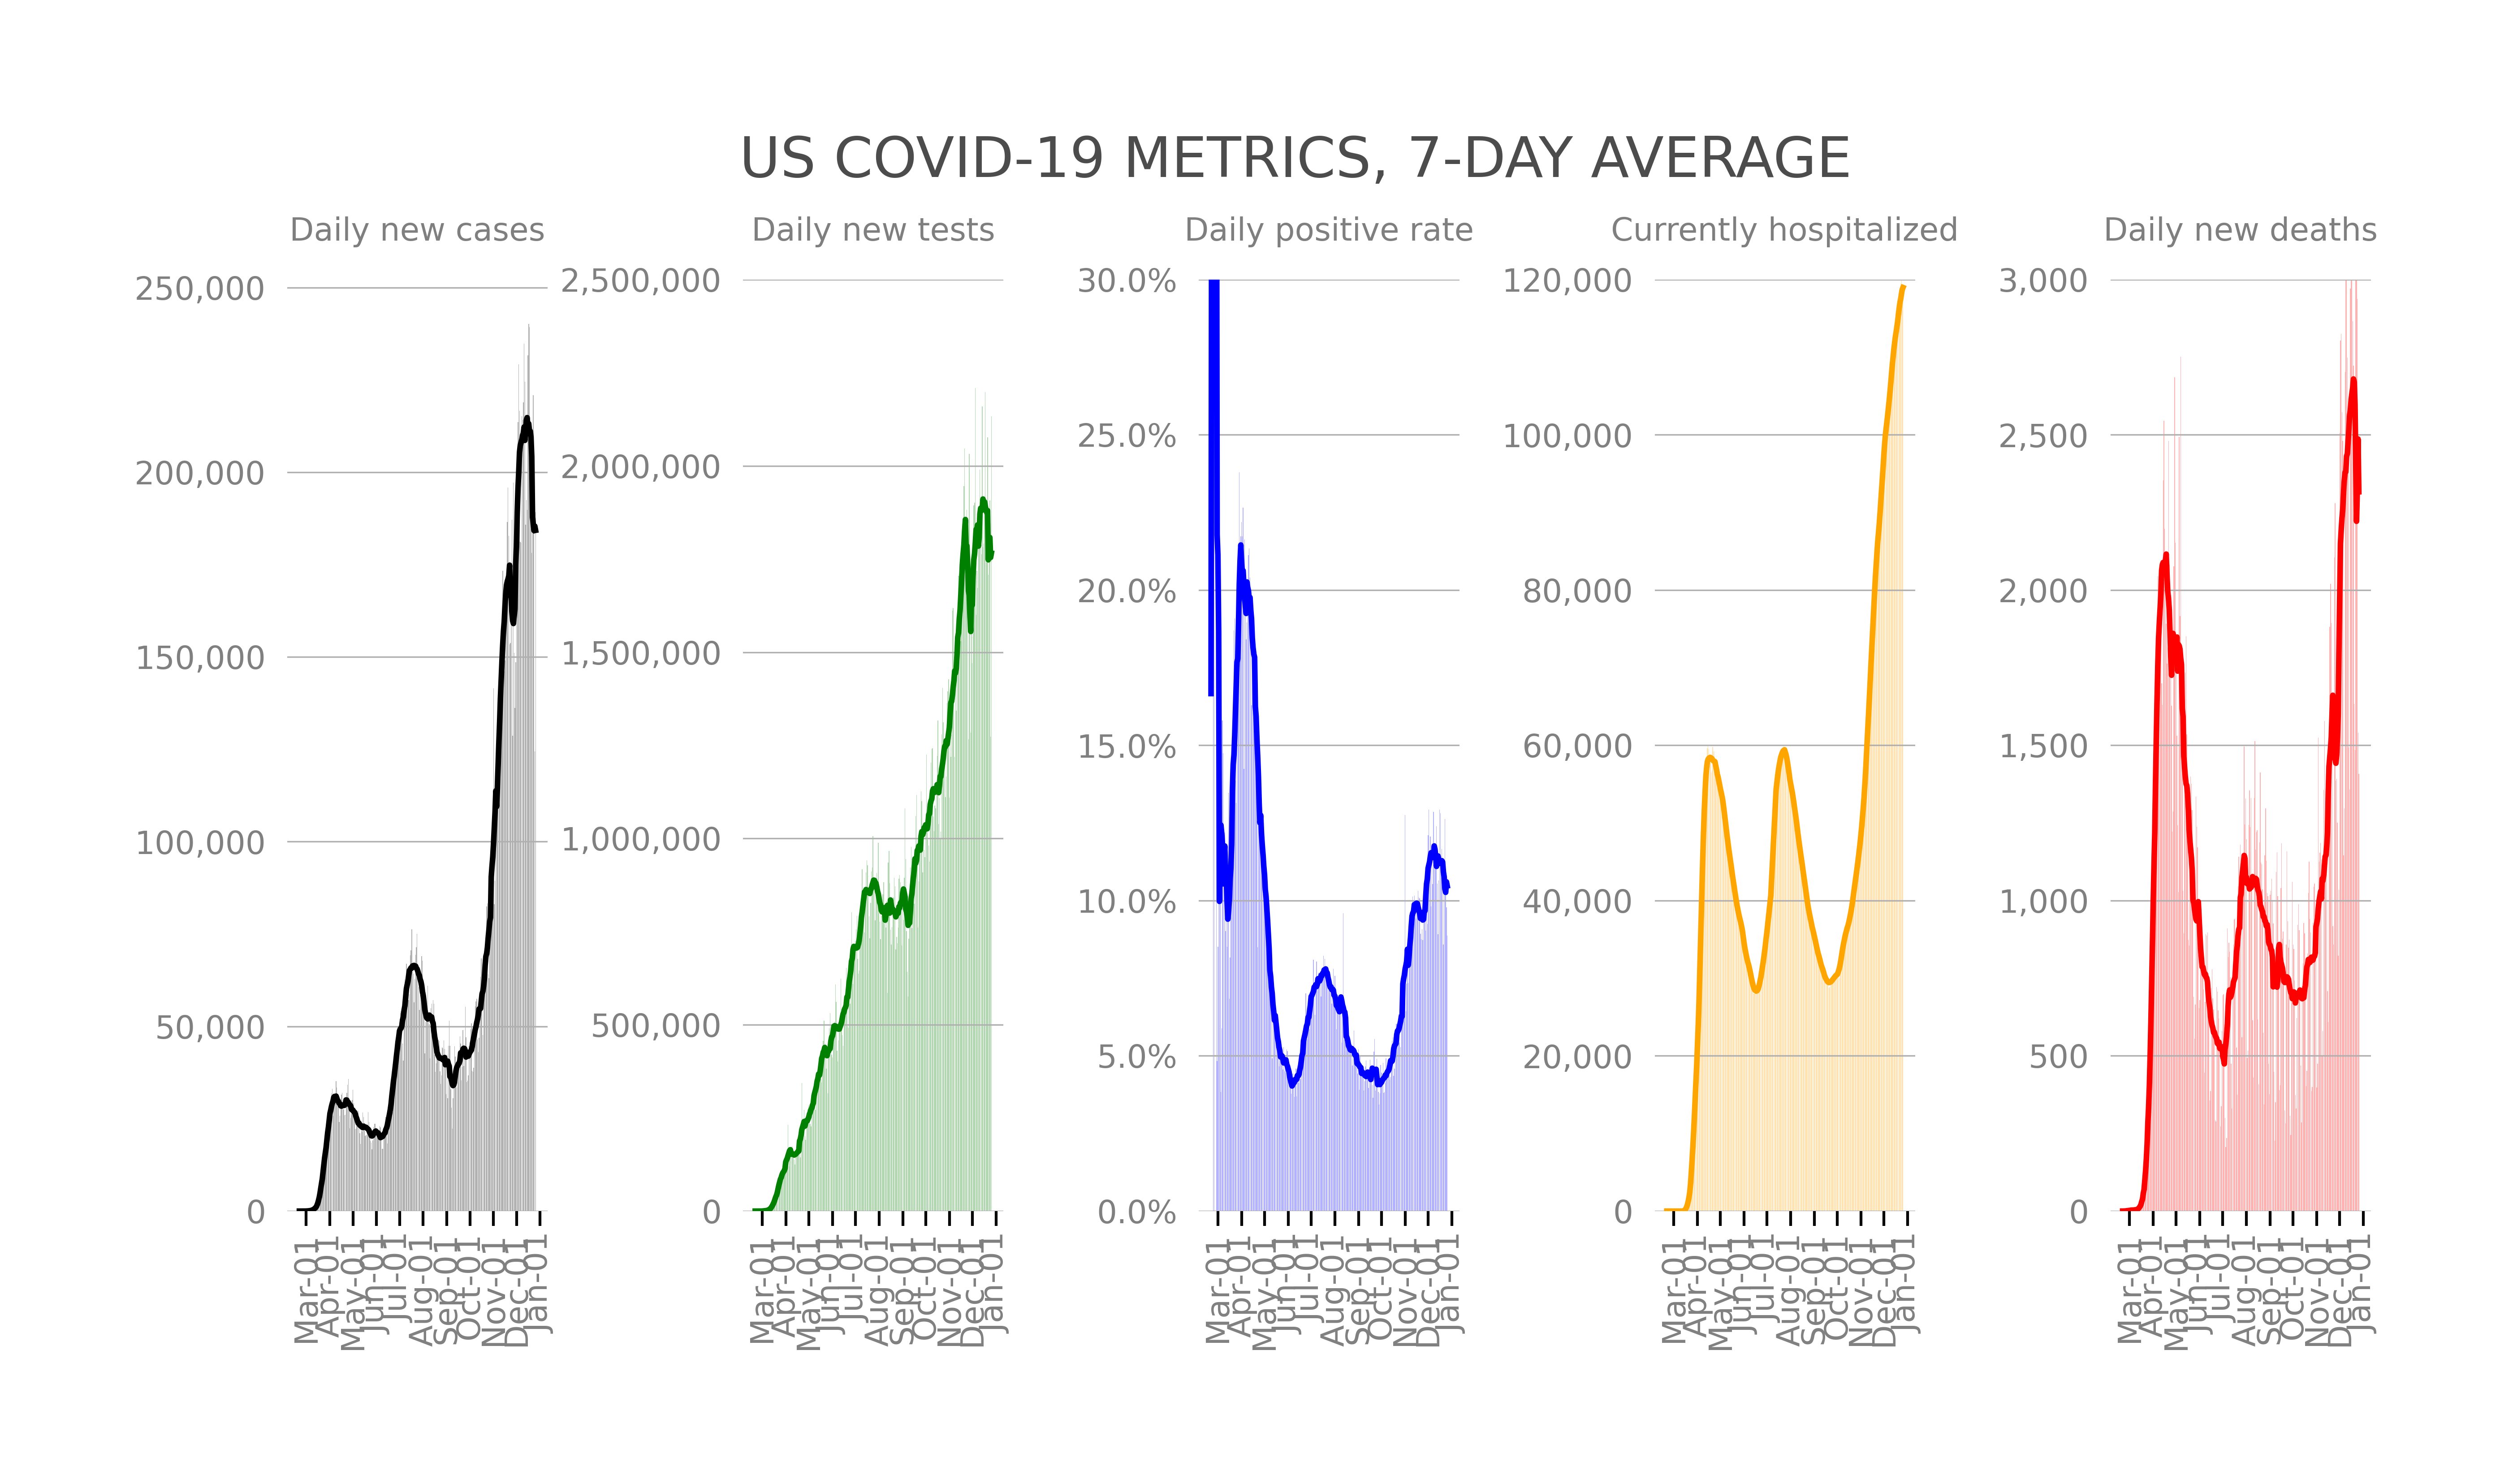 US COVID-19 METRICS, 7-DAY AVERAGE
Daily new cases
250,000
200,000
150,000
100,000
50,000
0
Mar-01
Apr-01
May-01
Jun-01
Jul-01
Aug-01
Sep-01
Oct-01
Nov-01
Dec-01
Jan-01
Daily new tests
2,500,000
2,000,000
1,500,000
1,000,000
500,000
0
Mar-01
Apr-01
May-01
Jun-01
Jul-01
Aug-01
Sep-01
Oct-01
Nov-01
Dec-01
Jan-01
Daily positive rate
30.0%
25.0%
20.0%
15.0%
10.0%
5.0%
0.0%
Mar-01
Apr-01
May-01
Jun-01
Jul-01
Aug-01
Sep-01
Oct-01
Nov-01
Dec-01
Jan-01
Currently hospitalized
120,000
100,000
80,000
60,000
40,000
20,000
0
Mar-01
Apr-01
May-01
Jun-01
Jul-01
Aug-01
Sep-01
Oct-01
Nov-01
Dec-01
Jan-01
Daily new deaths
3,000
2,500
2,000
1,500
1,000
500
0
Mar-01
Apr-01
May-01
Jun-01
Jul-01
Aug-01
Sep-01
Oct-01
Nov-01
Dec-01
Jan-01